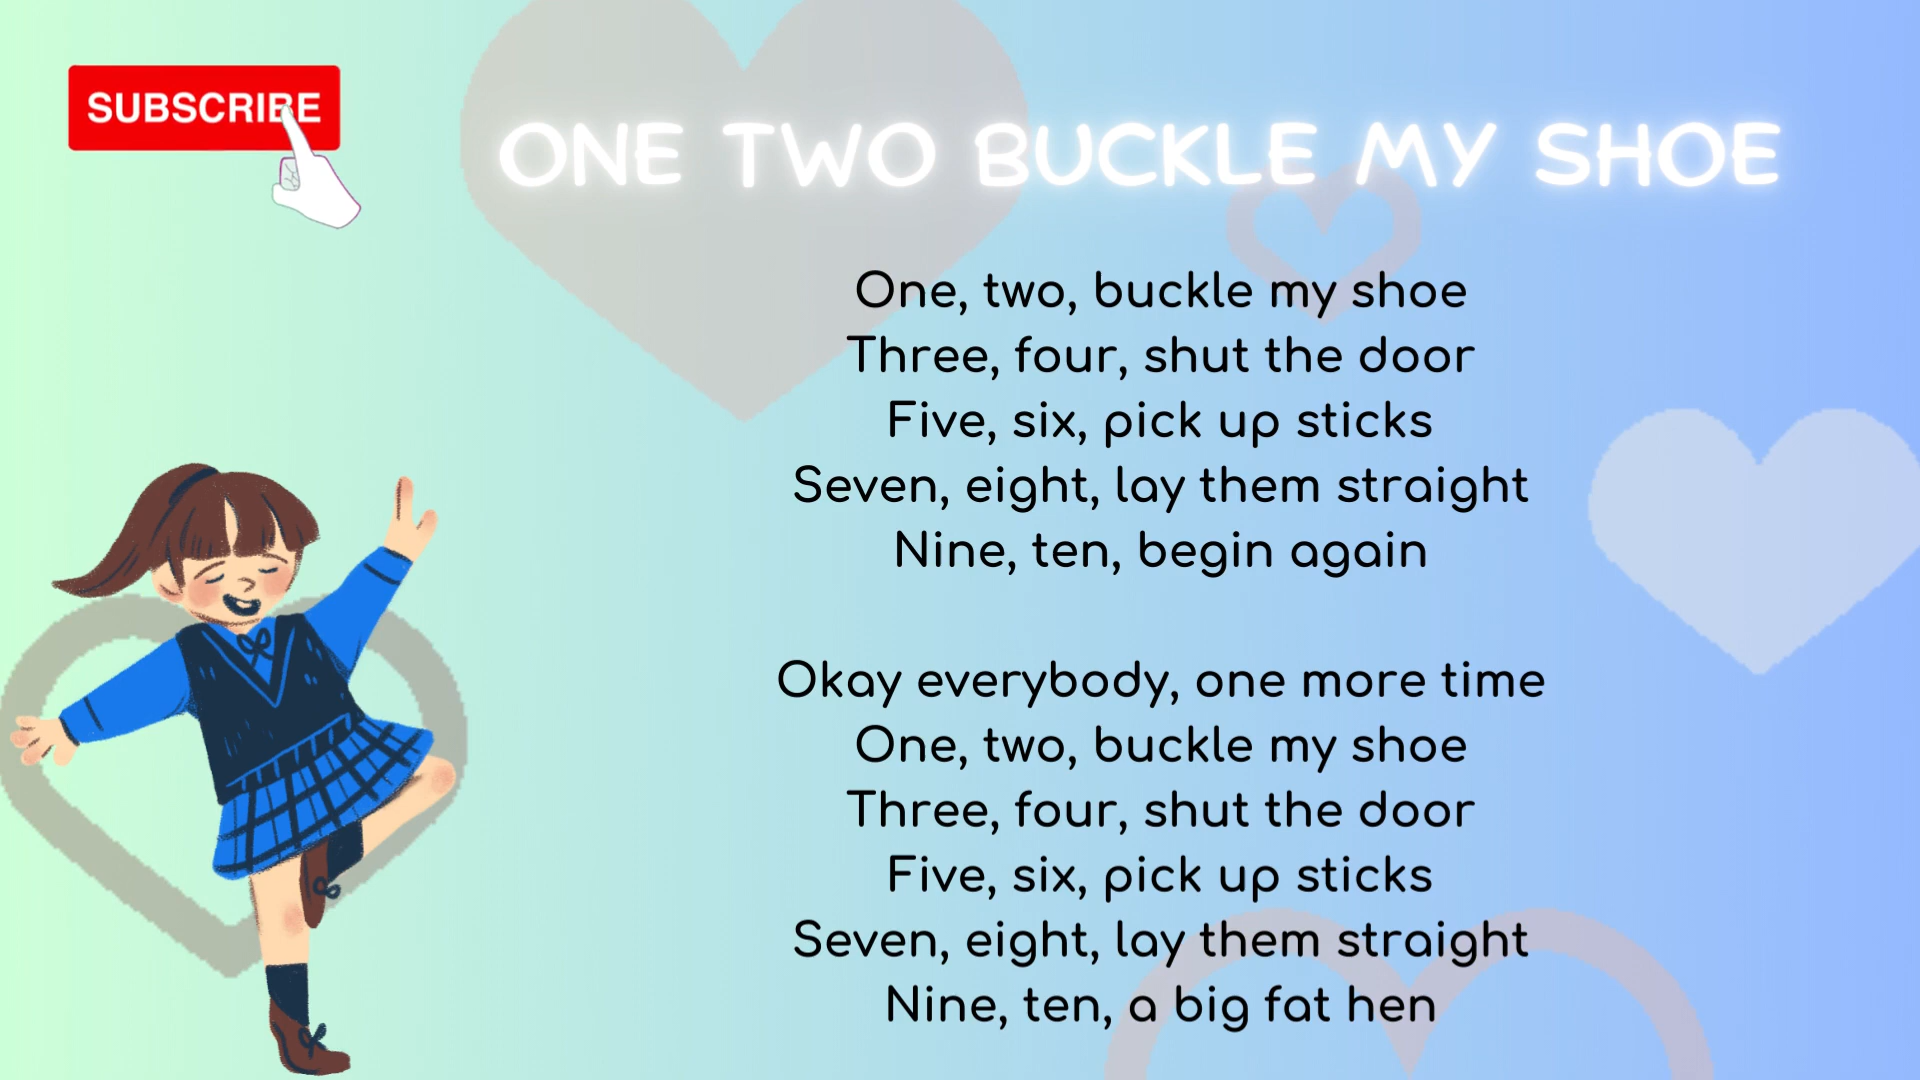 SUBSCRIBE
ONE TWO BUCKLE MY SHOE
One, two, buckle my shoe
Three, four, shut the door
Five, six, pick up sticks
Seven, eight, lay them straight
Nine, ten, begin again
Okay everybody, one more time
One, two, buckle my shoe
Three, four, shut the door
Five, six, pick up sticks
Seven, eight, lay them straight
Nine, ten, a big fat hen